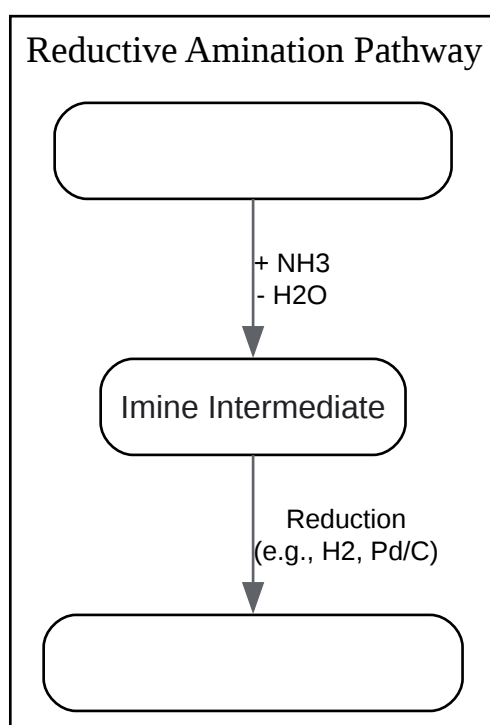 Reductive Amination Pathway
+ NH3
- H2O
Imine Intermediate
Reduction
(e.g., H2, Pd/C)